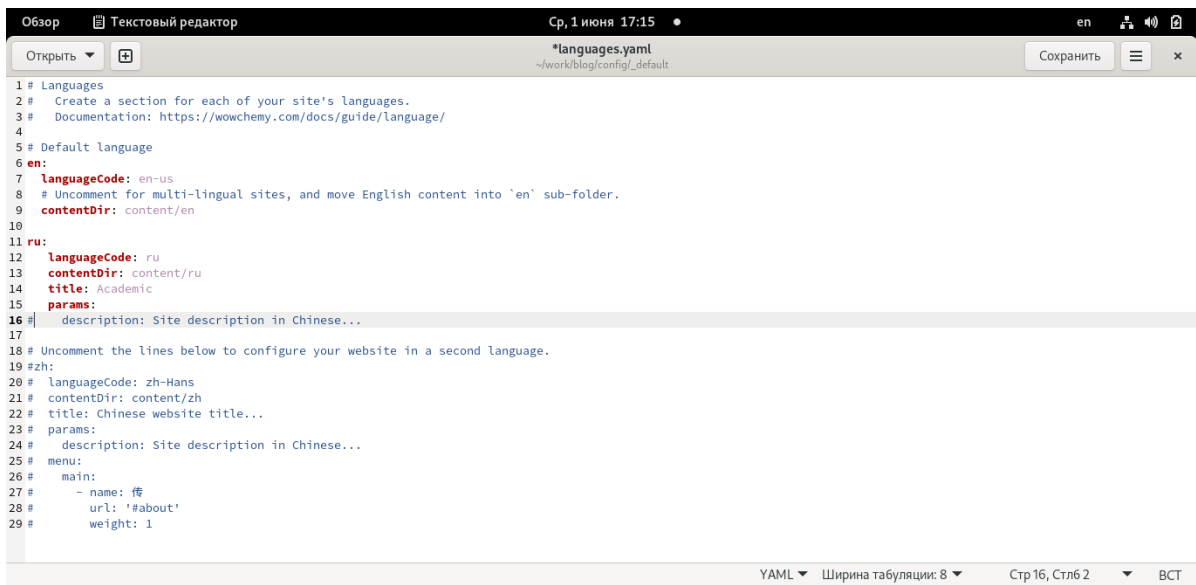 Обзор Текстовый редактор Ср, 1 июня 17:15 en
Открыть *languages.yaml Сохранить
~/work/blog/config/_default
1 # Languages
2 #   Create a section for each of your site's languages.
3 #   Documentation: https://wowchemy.com/docs/guide/language/
4
5 # Default language
6 en:
7   languageCode: en-us
8   # Uncomment for multi-lingual sites, and move English content into `en` sub-folder.
9   contentDir: content/en
10
11 ru:
12    languageCode: ru
13    contentDir: content/ru
14    title: Academic
15    params:
16 #    description: Site description in Chinese...
17
18 # Uncomment the lines below to configure your website in a second language.
19 #zh:
20 #  languageCode: zh-Hans
21 #  contentDir: content/zh
22 #  title: Chinese website title...
23 #  params:
24 #    description: Site description in Chinese...
25 #  menu:
26 #    main:
27 #      - name: 传
28 #        url: '#about'
29 #        weight: 1
YAML Ширина табуляции: 8 Стр 16, Стлб 2 ВСТ